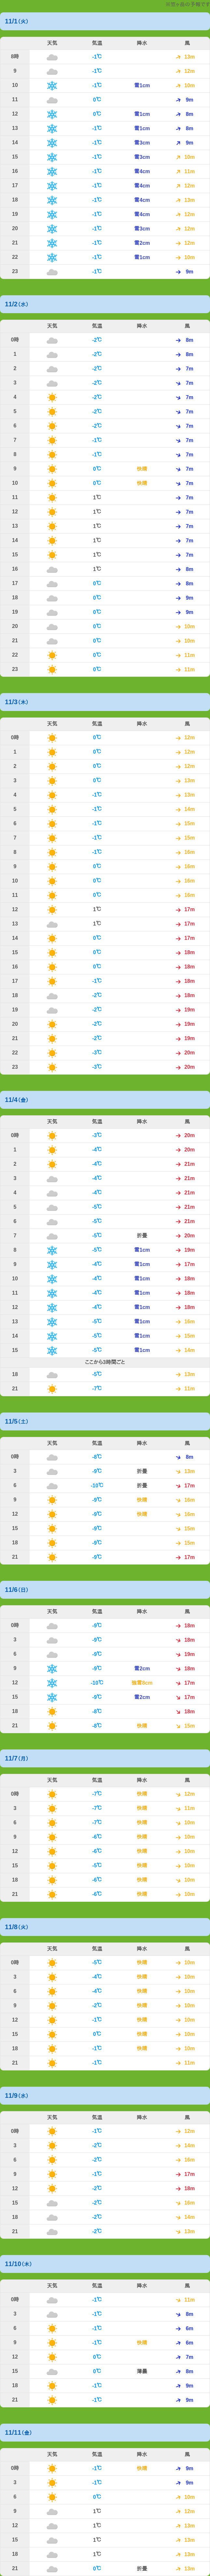 11/1(火)
天気 気温 降水 風
8時 -1℃ 13m
9 -1℃ 12m
10 -1℃ 雪1cm 10m
11 0℃ 9m
12 0℃ 雪1cm 8m
13 -1℃ 雪1cm 8m
14 -1℃ 雪3cm 9m
15 -1℃ 雪3cm 10m
16 -1℃ 雪4cm 11m
17 -1℃ 雪4cm 12m
18 -1℃ 雪4cm 13m
19 -1℃ 雪4cm 12m
20 -1℃ 雪3cm 12m
21 -1℃ 雪2cm 12m
22 -1℃ 雪1cm 10m
23 -1℃ 9m
11/2(水)
天気 気温 降水 風
0時 -2℃ 8m
1 -2℃ 8m
2 -2℃ 7m
3 -2℃ 7m
4 -2℃ 7m
5 -2℃ 7m
6 -2℃ 7m
7 -1℃ 7m
8 -1℃ 7m
9 0℃ 快晴 7m
10 0℃ 快晴 7m
11 1℃ 7m
12 1℃ 7m
13 1℃ 7m
14 1℃ 7m
15 1℃ 7m
16 1℃ 8m
17 0℃ 8m
18 0℃ 9m
19 0℃ 9m
20 0℃ 10m
21 0℃ 10m
22 0℃ 11m
23 0℃ 11m
11/3(木)
天気 気温 降水 風
0時 0℃ 12m
1 0℃ 12m
2 0℃ 12m
3 0℃ 13m
4 -1℃ 13m
5 -1℃ 14m
6 -1℃ 15m
7 -1℃ 15m
8 -1℃ 16m
9 0℃ 16m
10 0℃ 16m
11 0℃ 16m
12 1℃ 17m
13 1℃ 17m
14 0℃ 17m
15 0℃ 18m
16 0℃ 18m
17 -1℃ 18m
18 -2℃ 18m
19 -2℃ 19m
20 -2℃ 19m
21 -2℃ 19m
22 -3℃ 20m
23 -3℃ 20m
11/4(金)
天気 気温 降水 風
0時 -3℃ 20m
1 -4℃ 20m
2 -4℃ 21m
3 -4℃ 21m
4 -4℃ 21m
5 -5℃ 21m
6 -5℃ 21m
7 -5℃ 折曇 20m
8 -5℃ 雪1cm 19m
9 -4℃ 雪1cm 17m
10 -4℃ 雪1cm 18m
11 -4℃ 雪1cm 18m
12 -4℃ 雪1cm 18m
13 -5℃ 雪1cm 16m
14 -5℃ 雪1cm 15m
15 -5℃ 雪1cm 14m
ここから3時間ごと
18 -5℃ 13m
21 -7℃ 11m
11/5(土)
天気 気温 降水 風
0時 -8℃ 8m
3 -9℃ 折曇 13m
6 -10℃ 折曇 17m
9 -9℃ 快晴 16m
12 -9℃ 快晴 16m
15 -9℃ 15m
18 -9℃ 15m
21 -9℃ 17m
11/6(日)
天気 気温 降水 風
0時 -9℃ 18m
3 -9℃ 18m
6 -9℃ 19m
9 -9℃ 雪2cm 18m
12 -10℃ 17m
15 -9℃ 雪2cm 17m
18 -8℃ 18m
21 -8℃ 快晴 15m
11/7(月)
天気 気温 降水 風
0時 -7℃ 快晴 12m
3 -7℃ 快晴 11m
6 -7℃ 快晴 10m
9 -6℃ 快晴 10m
12 -6℃ 快晴 10m
15 -5℃ 快晴 10m
18 -6℃ 快晴 10m
21 -6℃ 快晴 10m
11/8(火)
天気 気温 降水 風
0時 -5℃ 快晴 10m
3 -4℃ 快晴 10m
6 -4℃ 快晴 10m
9 -2℃ 快晴 10m
12 -1℃ 快晴 10m
15 0℃ 快晴 10m
18 -1℃ 快晴 10m
21 -1℃ 11m
11/9(水)
天気 気温 降水 風
0時 -1℃ 12m
3 -2℃ 14m
6 -2℃ 16m
9 -1℃ 17m
12 -2℃ 18m
15 -2℃ 16m
18 -2℃ 14m
21 -2℃ 13m
11/10(木)
天気 気温 降水 風
0時 -1℃ 11m
3 -1℃ 8m
6 -1℃ 6m
9 -1℃ 快晴 6m
12 0℃ 7m
15 0℃ 薄曇 8m
18 -1℃ 9m
21 -1℃ 9m
11/11(金)
天気 気温 降水 風
0時 -1℃ 快晴 9m
3 -1℃ 9m
6 0℃ 10m
9 1℃ 12m
12 1℃ 13m
15 1℃ 13m
18 1℃ 13m
21 0℃ 折曇 13m